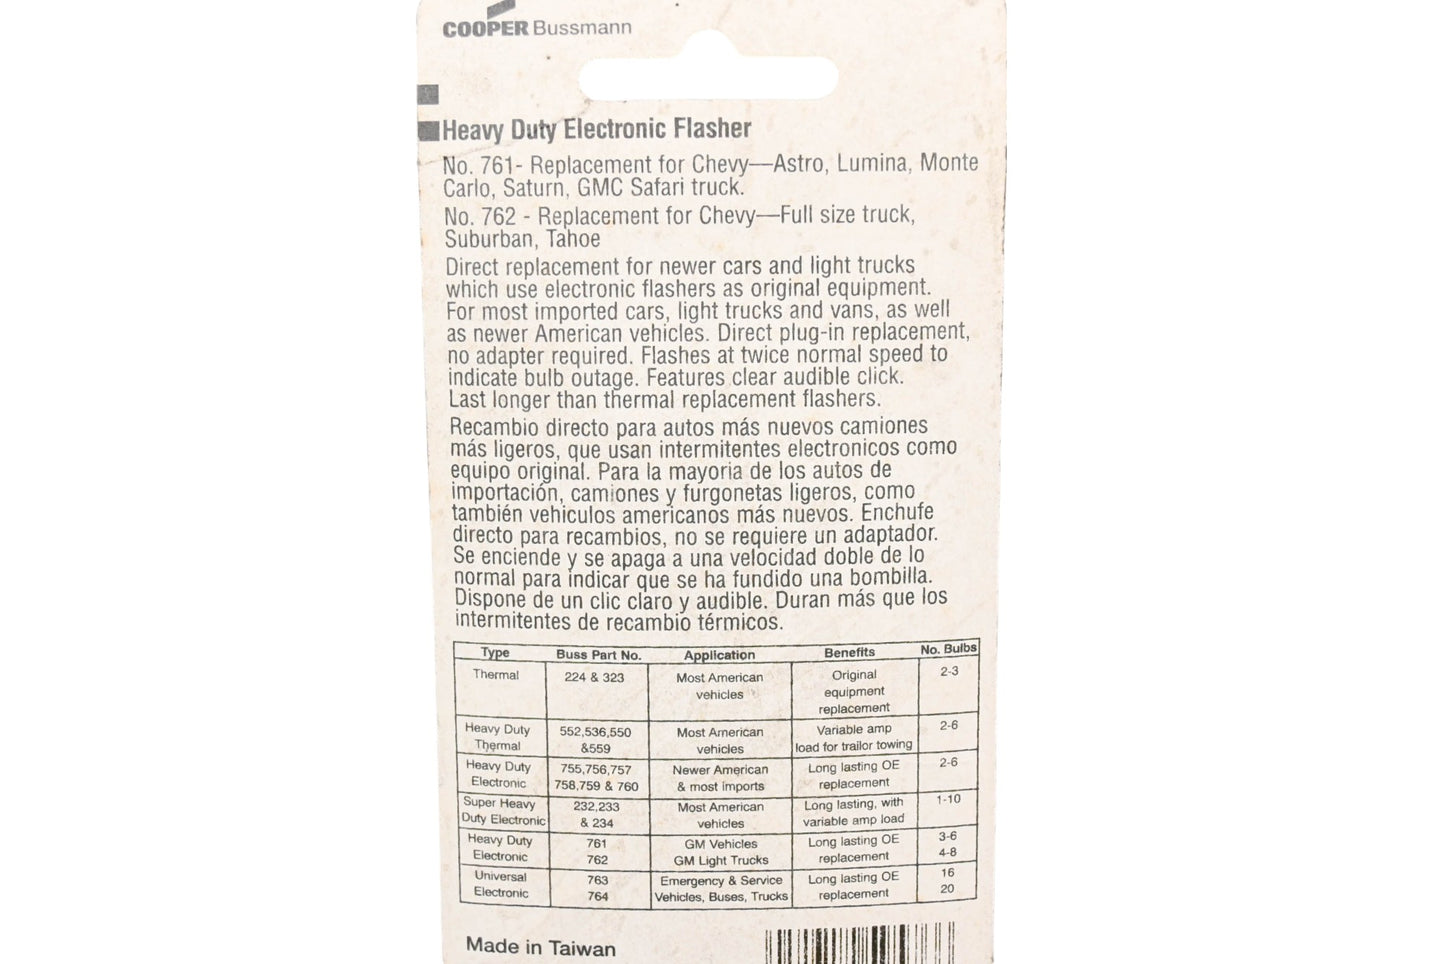 COOPER Bussmann
Heavy Duty Electronic Flasher
No. 761- Replacement for Chevy—Astro, Lumina, Monte
Carlo, Saturn, GMC Safari truck.
No. 762 - Replacement for Chevy—Full size truck,
Suburban, Tahoe
Direct replacement for newer cars and light trucks
which use electronic flashers as original equipment.
For most imported cars, light trucks and vans, as well
as newer American vehicles. Direct plug-in replacement,
no adapter required. Flashes at twice normal speed to
indicate bulb outage. Features clear audible click.
Last longer than thermal replacement flashers.
Recambio directo para autos más nuevos camiones
más ligeros, que usan intermitentes electronicos como
equipo original. Para la mayoria de los autos de
importación, camiones y furgonetas ligeros, como
también vehiculos americanos más nuevos. Enchufe
directo para recambios, no se requiere un adaptador.
Se enciende y se apaga a una velocidad doble de lo
normal para indicar que se ha fundido una bombilla.
Dispone de un clic claro y audible. Duran más que los
intermitentes de recambio térmicos.
Type Buss Part No. Application Benefits No. Bulbs
Thermal 224 & 323 Most American Original 2-3
vehicles equipment
replacement
Heavy Duty 552,536,550 Most American Variable amp 2-6
Thermal &559 vehicles load for trailor towing
Heavy Duty 755,756,757 Newer American Long lasting OE 2-6
Electronic 758,759 & 760 & most imports replacement
Super Heavy 232,233 Most American Long lasting, with 1-10
Duty Electronic & 234 vehicles variable amp load
Heavy Duty 761 GM Vehicles Long lasting OE 3-6
Electronic 762 GM Light Trucks replacement 4-8
Universal 763 Emergency & Service Long lasting OE 16
Electronic 764 Vehicles, Buses, Trucks replacement 20
Made in Taiwan